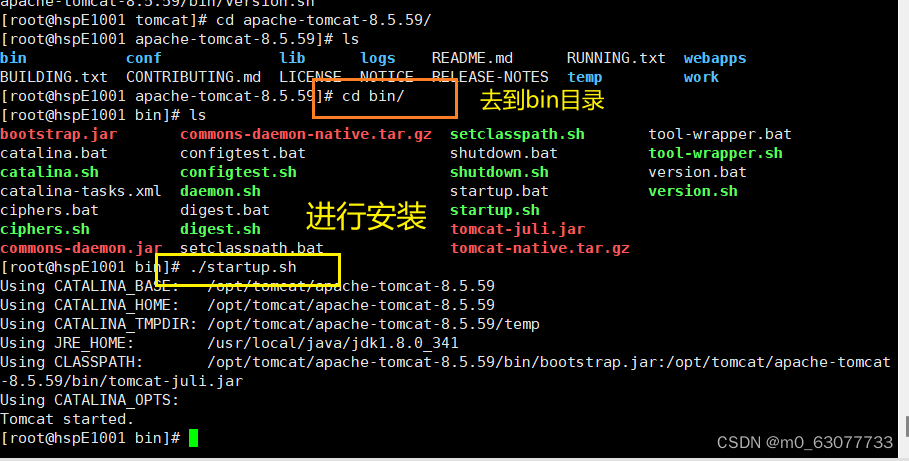 apache-tomcat-8.5.59/bin/version.sh
[root@hspE1001 tomcat]# cd apache-tomcat-8.5.59/
[root@hspE1001 apache-tomcat-8.5.59]# ls
bin conf lib logs README.md RUNNING.txt webapps
BUILDING.txt CONTRIBUTING.md LICENSE NOTICE RELEASE-NOTES temp work
[root@hspE1001 apache-tomcat-8.5.59]# cd bin/ 去到bin目录
[root@hspE1001 bin]# ls
bootstrap.jar commons-daemon-native.tar.gz setclasspath.sh tool-wrapper.bat
catalina.bat configtest.bat shutdown.bat tool-wrapper.sh
catalina.sh configtest.sh shutdown.sh version.bat
catalina-tasks.xml daemon.sh startup.bat version.sh
ciphers.bat digest.bat 进行安装 startup.sh
ciphers.sh digest.sh tomcat-juli.jar
commons-daemon.jar setclasspath.bat tomcat-native.tar.gz
[root@hspE1001 bin]# ./startup.sh
Using CATALINA_BASE: /opt/tomcat/apache-tomcat-8.5.59
Using CATALINA_HOME: /opt/tomcat/apache-tomcat-8.5.59
Using CATALINA_TMPDIR: /opt/tomcat/apache-tomcat-8.5.59/temp
Using JRE_HOME: /usr/local/java/jdk1.8.0_341
Using CLASSPATH: /opt/tomcat/apache-tomcat-8.5.59/bin/bootstrap.jar:/opt/tomcat/apache-tomcat
-8.5.59/bin/tomcat-juli.jar
Using CATALINA_OPTS:
Tomcat started.
[root@hspE1001 bin]#
CSDN @m0_63077733